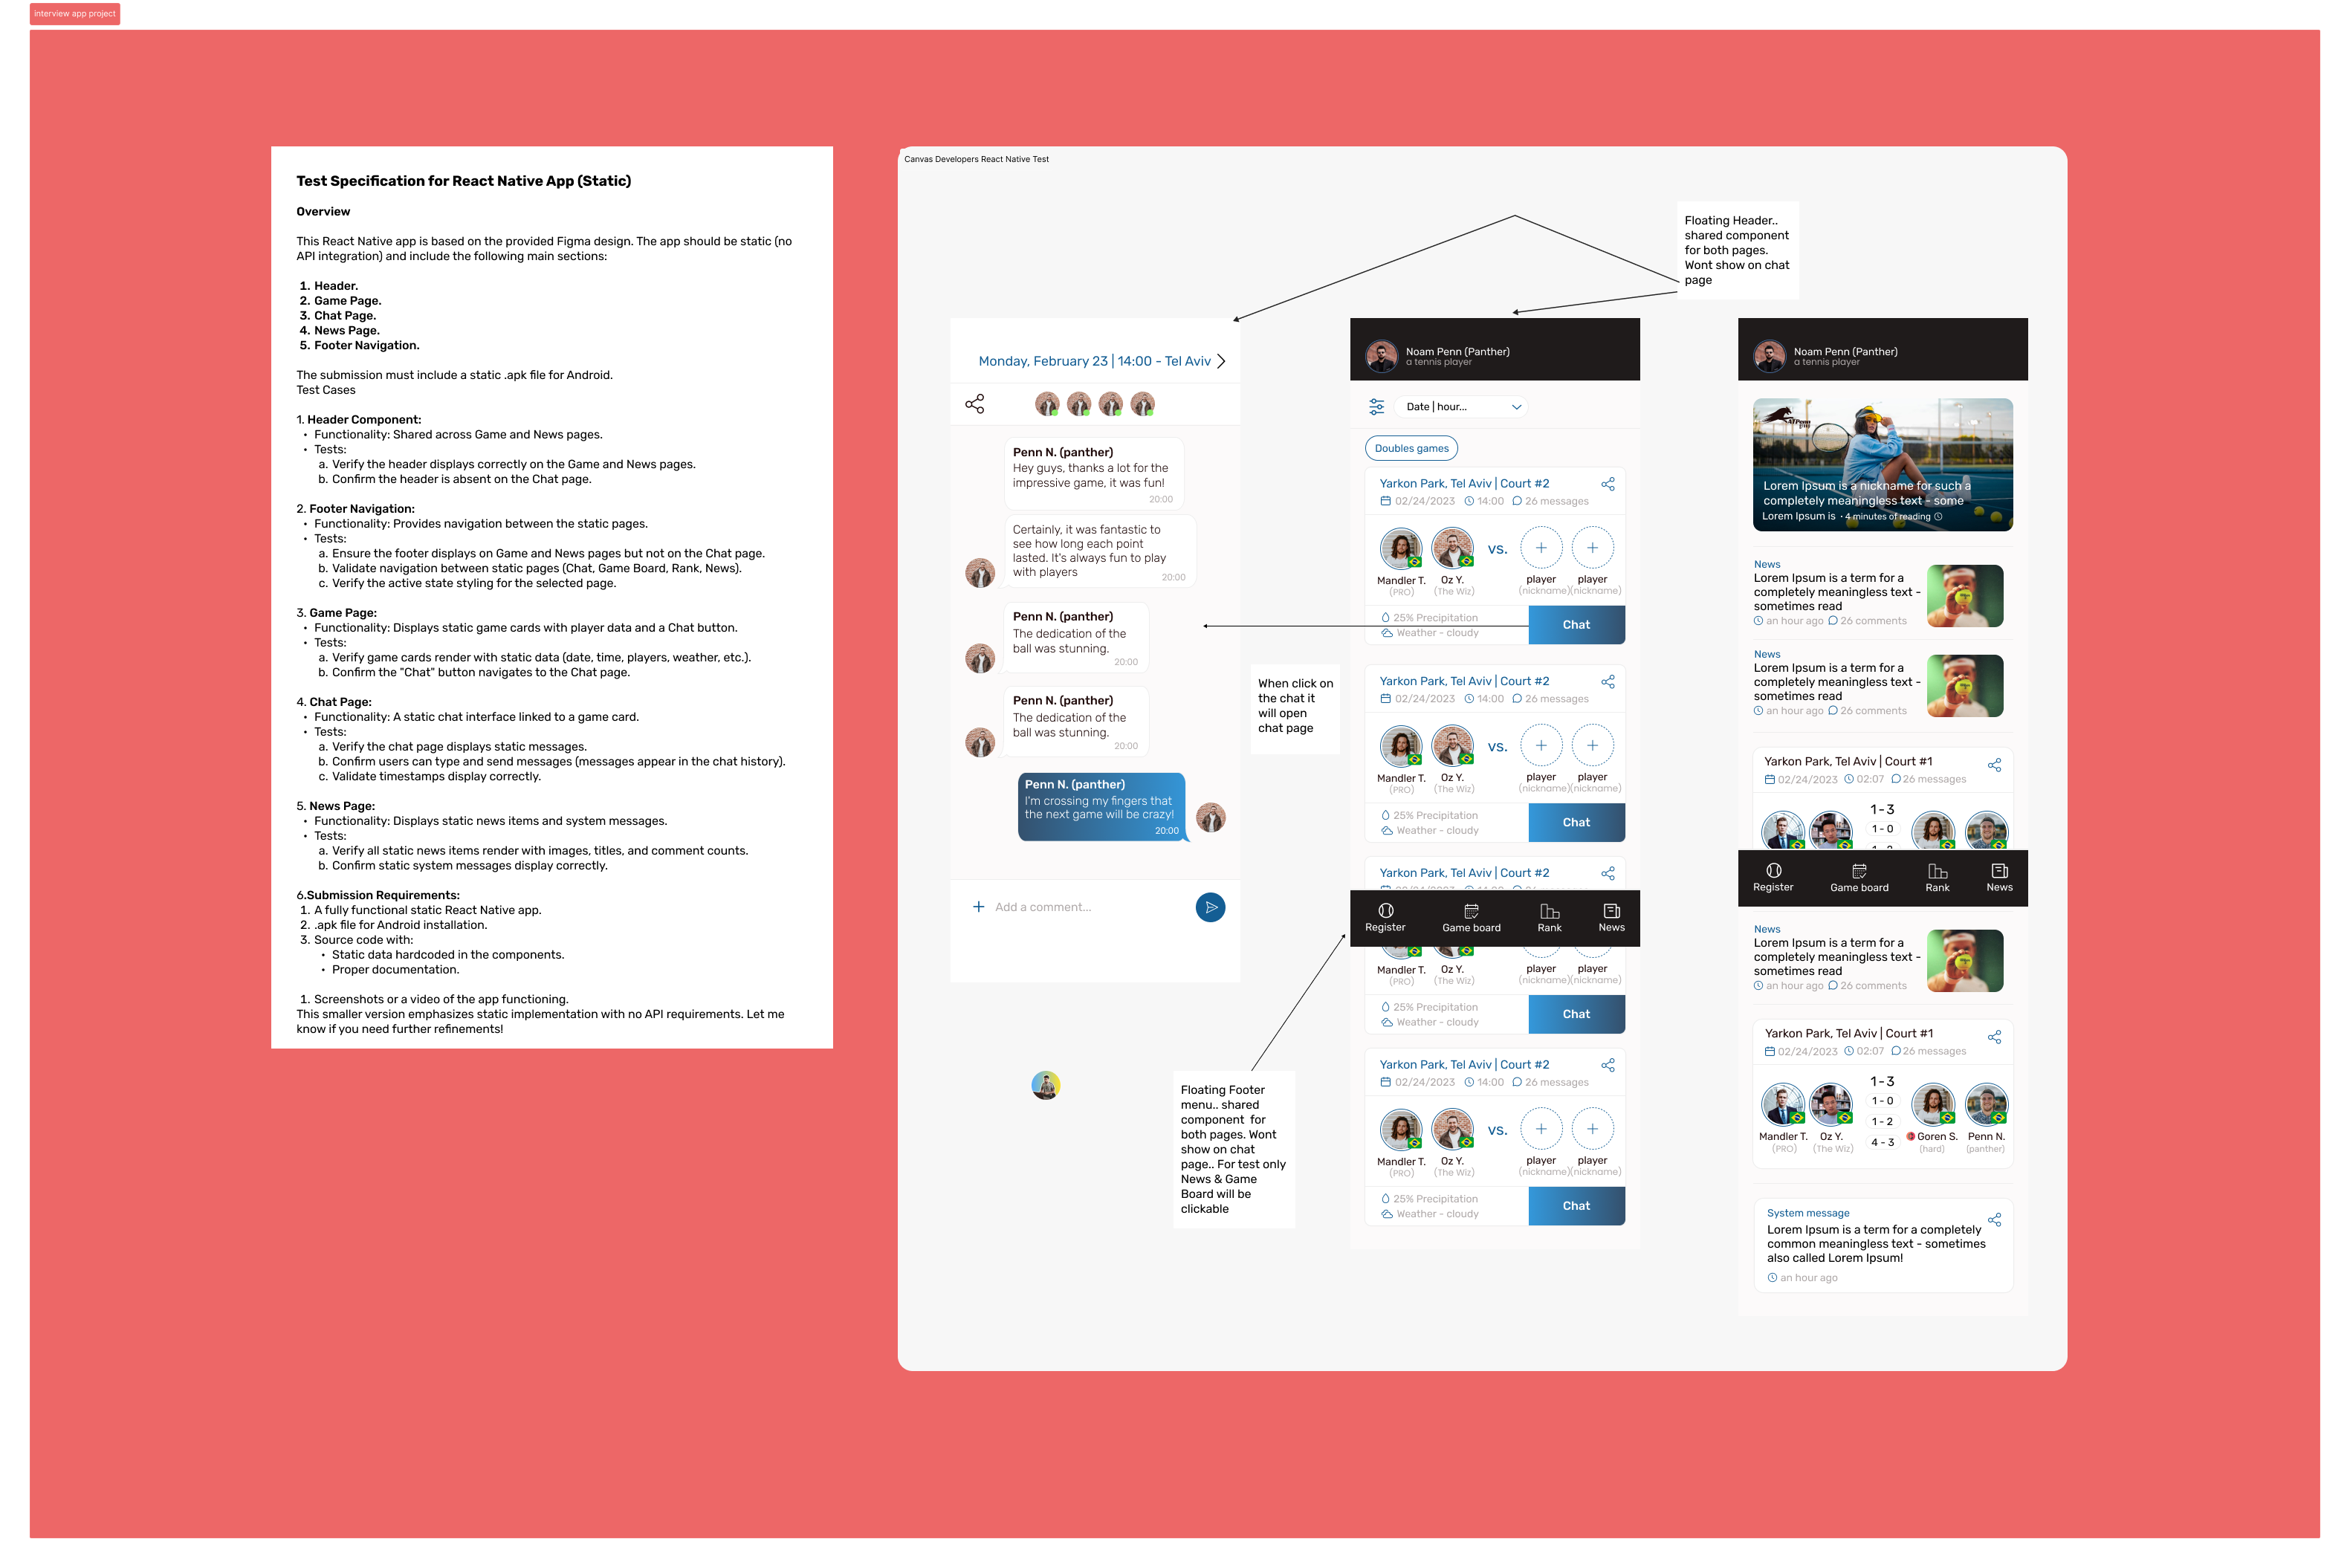 interview app project
Test Specification for React Native App (Static)
Overview
This React Native app is based on the provided Figma design. The app should be static (no
API integration) and include the following main sections:
1. Header.
2. Game Page.
3. Chat Page.
4. News Page.
5. Footer Navigation.
The submission must include a static .apk file for Android.
Test Cases
1. Header Component:
• Functionality: Shared across Game and News pages.
• Tests:
a. Verify the header displays correctly on the Game and News pages.
b. Confirm the header is absent on the Chat page.
2. Footer Navigation:
• Functionality: Provides navigation between the static pages.
• Tests:
a. Ensure the footer displays on Game and News pages but not on the Chat page.
b. Validate navigation between static pages (Chat, Game Board, Rank, News).
c. Verify the active state styling for the selected page.
3. Game Page:
• Functionality: Displays static game cards with player data and a Chat button.
• Tests:
a. Verify game cards render with static data (date, time, players, weather, etc.).
b. Confirm the "Chat" button navigates to the Chat page.
4. Chat Page:
• Functionality: A static chat interface linked to a game card.
• Tests:
a. Verify the chat page displays static messages.
b. Confirm users can type and send messages (messages appear in the chat history).
c. Validate timestamps display correctly.
5. News Page:
• Functionality: Displays static news items and system messages.
• Tests:
a. Verify all static news items render with images, titles, and comment counts.
b. Confirm static system messages display correctly.
6.Submission Requirements:
1. A fully functional static React Native app.
2. .apk file for Android installation.
3. Source code with:
• Static data hardcoded in the components.
• Proper documentation.
1. Screenshots or a video of the app functioning.
This smaller version emphasizes static implementation with no API requirements. Let me
know if you need further refinements!
Canvas Developers React Native Test
Floating Header..
shared component
for both pages.
Wont show on chat
page
Monday, February 23 | 14:00 - Tel Aviv
Penn N. (panther)
Hey guys, thanks a lot for the
impressive game, it was fun!
20:00
Certainly, it was fantastic to
see how long each point
lasted. It's always fun to play
with players
20:00
Penn N. (panther)
The dedication of the
ball was stunning.
20:00
Penn N. (panther)
The dedication of the
ball was stunning.
20:00
Penn N. (panther)
I'm crossing my fingers that
the next game will be crazy!
20:00
Add a comment...
When click on
the chat it
will open
chat page
Floating Footer
menu.. shared
component for
both pages. Wont
show on chat
page.. For test only
News & Game
Board will be
clickable
Noam Penn (Panther)
a tennis player
Date | hour...
Doubles games
Yarkon Park, Tel Aviv | Court #2
02/24/2023 14:00 26 messages
vs.
Mandler T. Oz Y. player player
(PRO) (The Wiz) (nickname)(nickname)
25% Precipitation
Weather - cloudy
Chat
Yarkon Park, Tel Aviv | Court #2
02/24/2023 14:00 26 messages
vs.
Mandler T. Oz Y. player player
(PRO) (The Wiz) (nickname)(nickname)
25% Precipitation
Weather - cloudy
Chat
Yarkon Park, Tel Aviv | Court #2
Register Game board Rank News
Mandler T. Oz Y. player player
(PRO) (The Wiz) (nickname)(nickname)
25% Precipitation
Weather - cloudy
Chat
Yarkon Park, Tel Aviv | Court #2
02/24/2023 14:00 26 messages
vs.
Mandler T. Oz Y. player player
(PRO) (The Wiz) (nickname)(nickname)
25% Precipitation
Weather - cloudy
Chat
Noam Penn (Panther)
a tennis player
Lorem Ipsum is a nickname for such a
completely meaningless text - some
Lorem Ipsum is • 4 minutes of reading
News
Lorem Ipsum is a term for a
completely meaningless text -
sometimes read
an hour ago 26 comments
News
Lorem Ipsum is a term for a
completely meaningless text -
sometimes read
an hour ago 26 comments
Yarkon Park, Tel Aviv | Court #1
02/24/2023 02:07 26 messages
1-3
1 - 0
Register Game board Rank News
News
Lorem Ipsum is a term for a
completely meaningless text -
sometimes read
an hour ago 26 comments
Yarkon Park, Tel Aviv | Court #1
02/24/2023 02:07 26 messages
1-3
1 - 0
1 - 2
4 - 3
Mandler T. Oz Y. Goren S. Penn N.
(PRO) (The Wiz) (hard) (panther)
System message
Lorem Ipsum is a term for a completely
common meaningless text - sometimes
also called Lorem Ipsum!
an hour ago